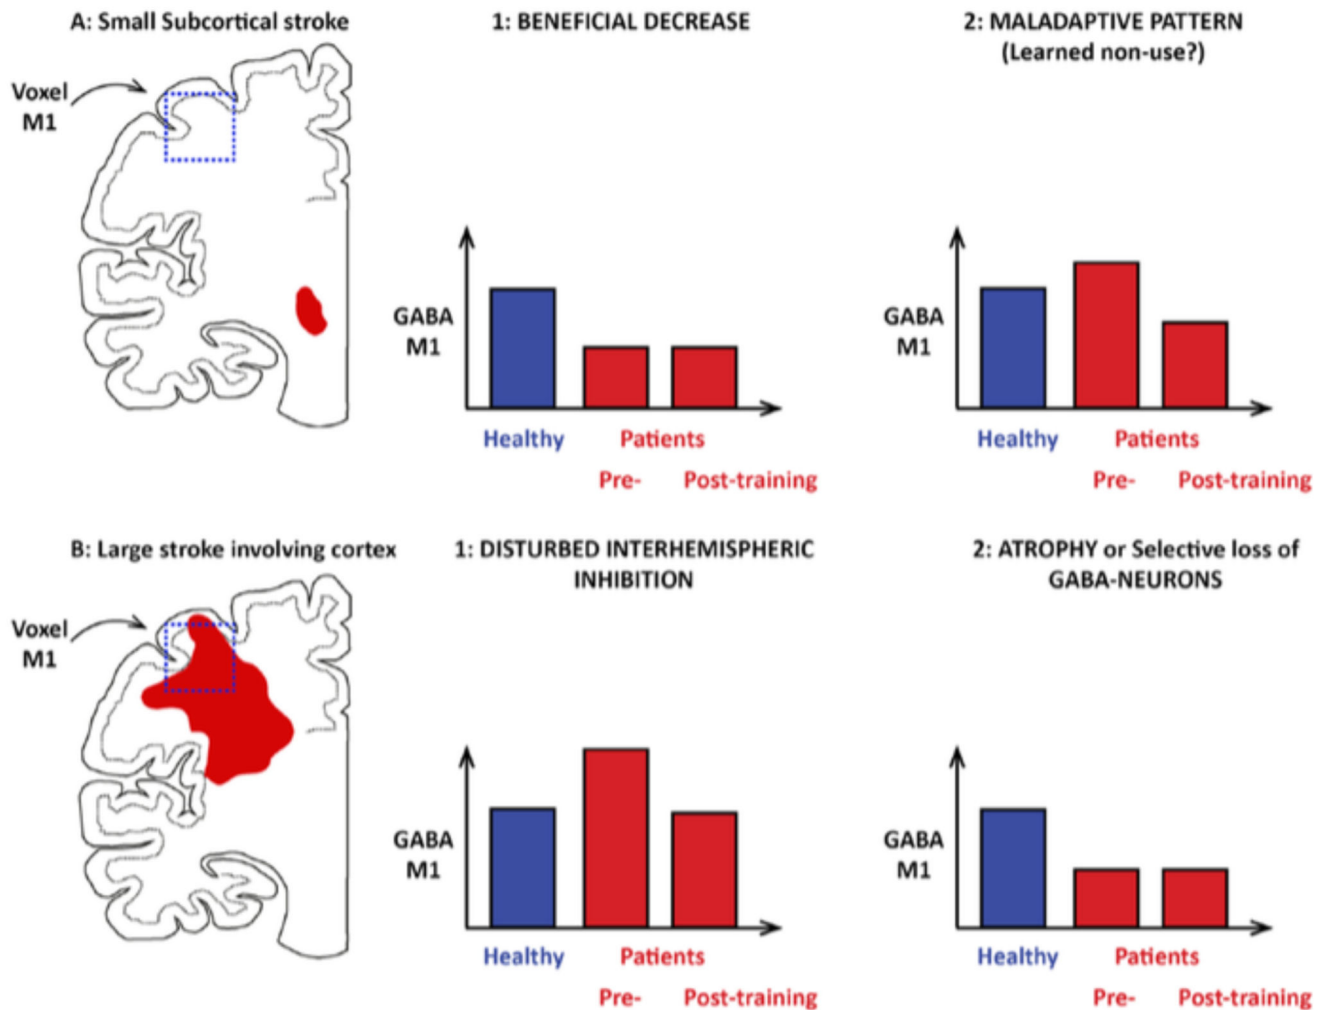 A: Small Subcortical stroke
1: BENEFICIAL DECREASE
2: MALADAPTIVE PATTERN
(Learned non-use?)
Voxel
M1
GABA
M1
Healthy
Patients
Pre-
Post-training
GABA
M1
Healthy
Patients
Pre-
Post-training
B: Large stroke involving cortex
1: DISTURBED INTERHEMISPHERIC
INHIBITION
2: ATROPHY or Selective loss of
GABA-NEURONS
Voxel
M1
GABA
M1
Healthy
Patients
Pre-
Post-training
GABA
M1
Healthy
Patients
Pre-
Post-training